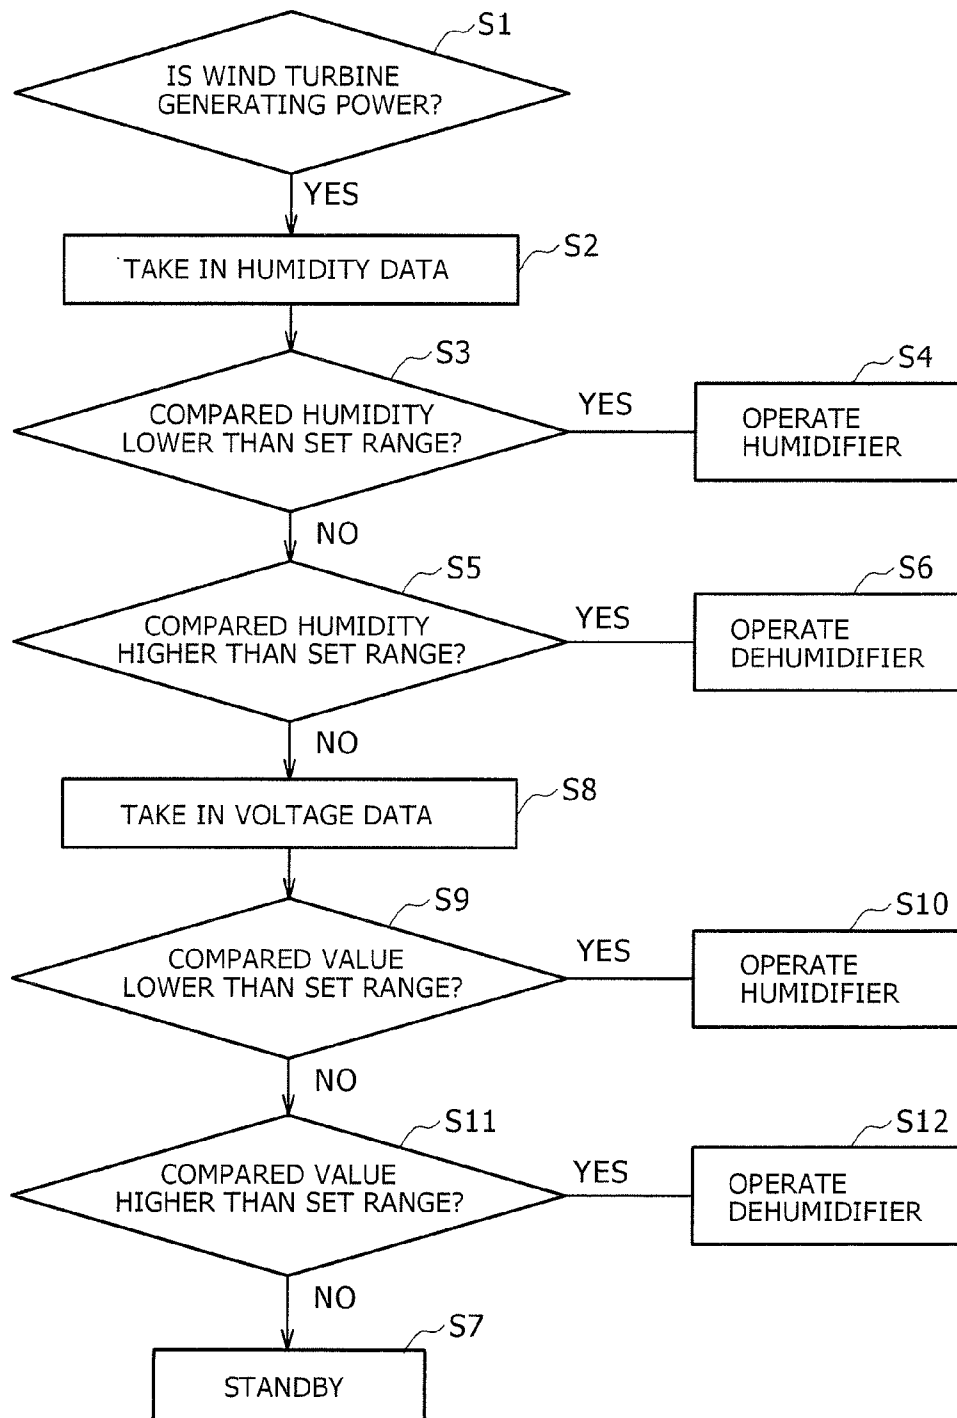 S1
IS WIND TURBINE
GENERATING POWER?
YES
S2
TAKE IN HUMIDITY DATA
S3
COMPARED HUMIDITY
LOWER THAN SET RANGE?
YES
S4
OPERATE
HUMIDIFIER
NO
S5
COMPARED HUMIDITY
HIGHER THAN SET RANGE?
YES
S6
OPERATE
DEHUMIDIFIER
NO
S8
TAKE IN VOLTAGE DATA
S9
COMPARED VALUE
LOWER THAN SET RANGE?
YES
S10
OPERATE
HUMIDIFIER
NO
S11
COMPARED VALUE
HIGHER THAN SET RANGE?
YES
S12
OPERATE
DEHUMIDIFIER
NO
S7
STANDBY